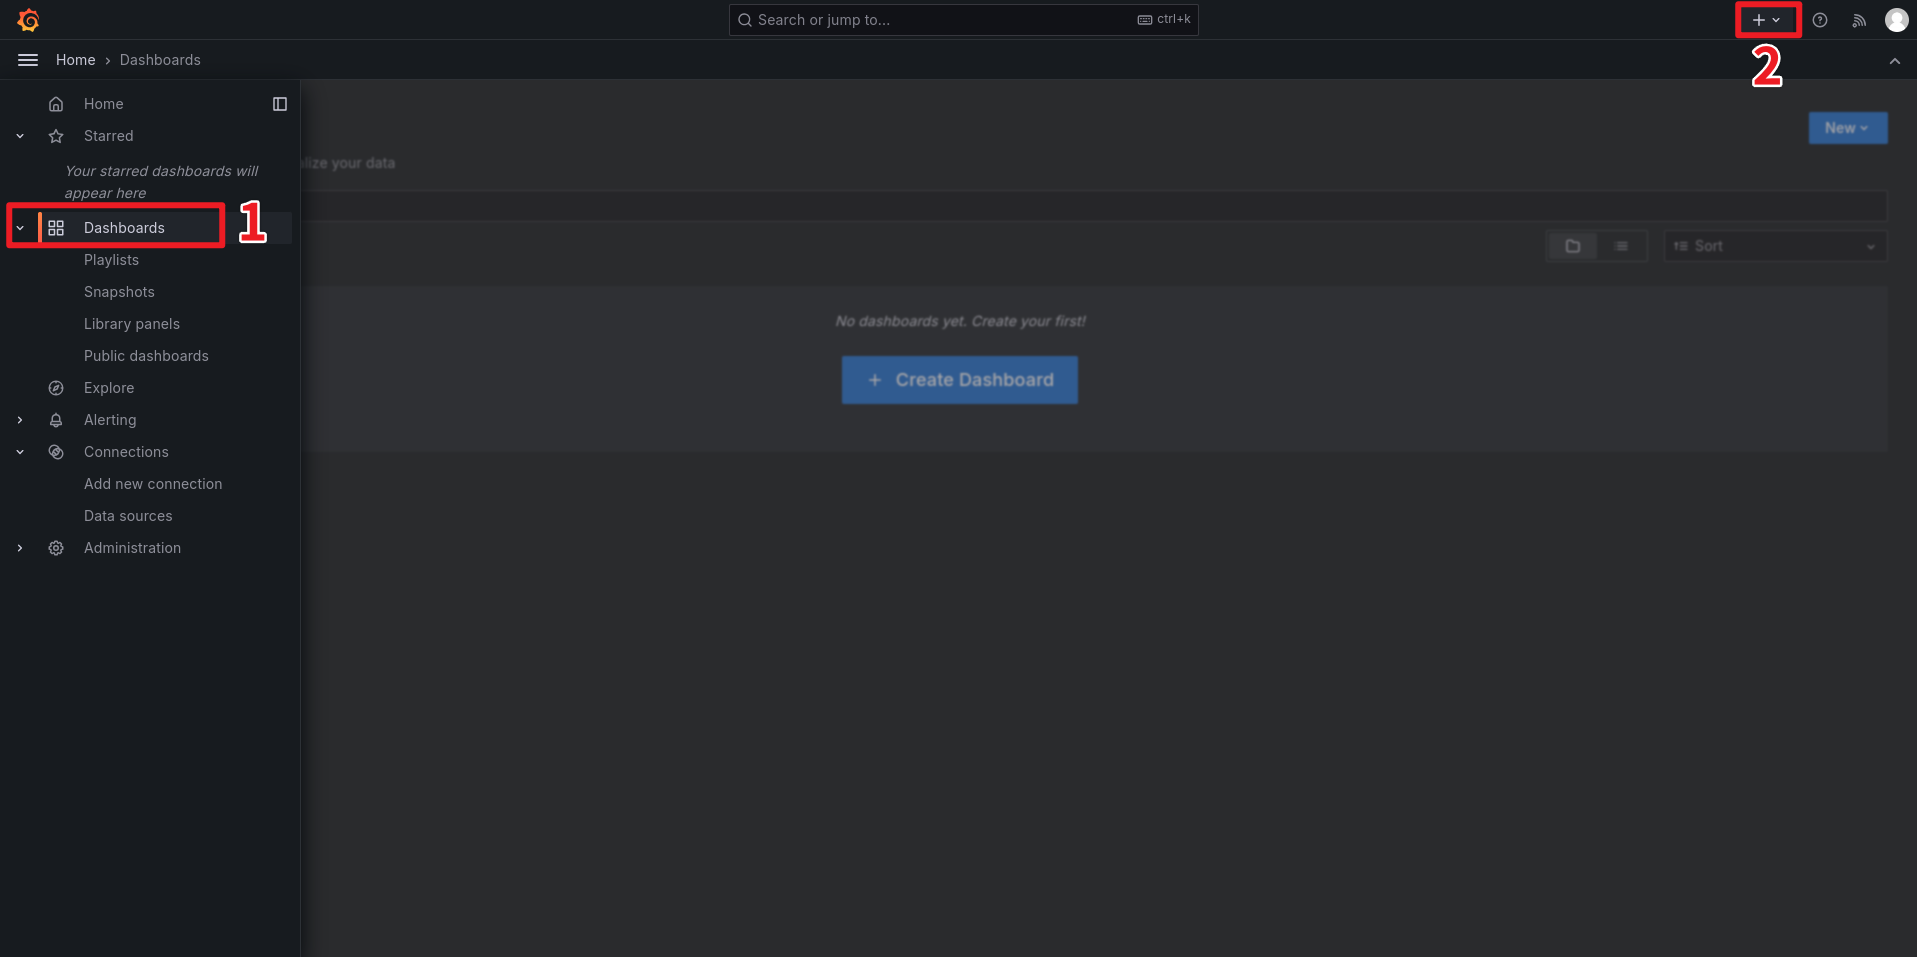 Search or jump to...
ctrl+k
2
Home › Dashboards
Home
Starred
Your starred dashboards will
appear here
Dashboards
1
Playlists
Snapshots
Library panels
Public dashboards
Explore
Alerting
Connections
Add new connection
Data sources
Administration
New
your data
Sort
No dashboards yet. Create your first!
+ Create Dashboard